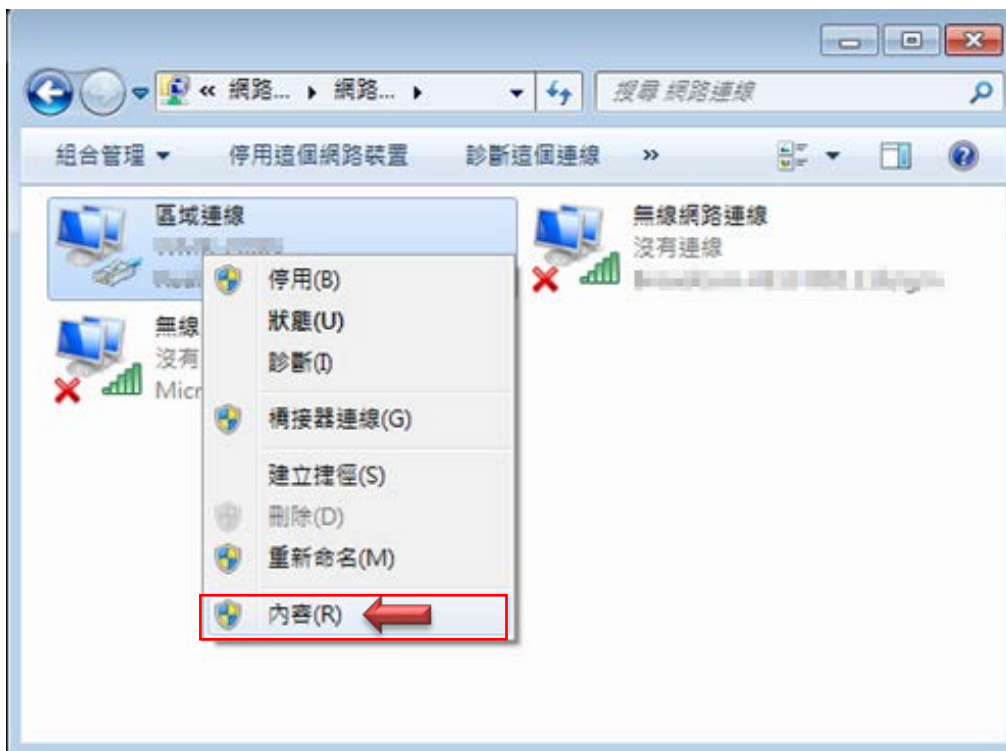 « 網路... ▸ 網路... ▸
搜尋 網路連線
組合管理 停用這個網路裝置 診斷這個連線 »
區域連線
無線網路連線
沒有連線
停用(B)
狀態(U)
診斷(I)
橋接器連線(G)
建立捷徑(S)
刪除(D)
重新命名(M)
內容(R)
無線
沒有
Micr